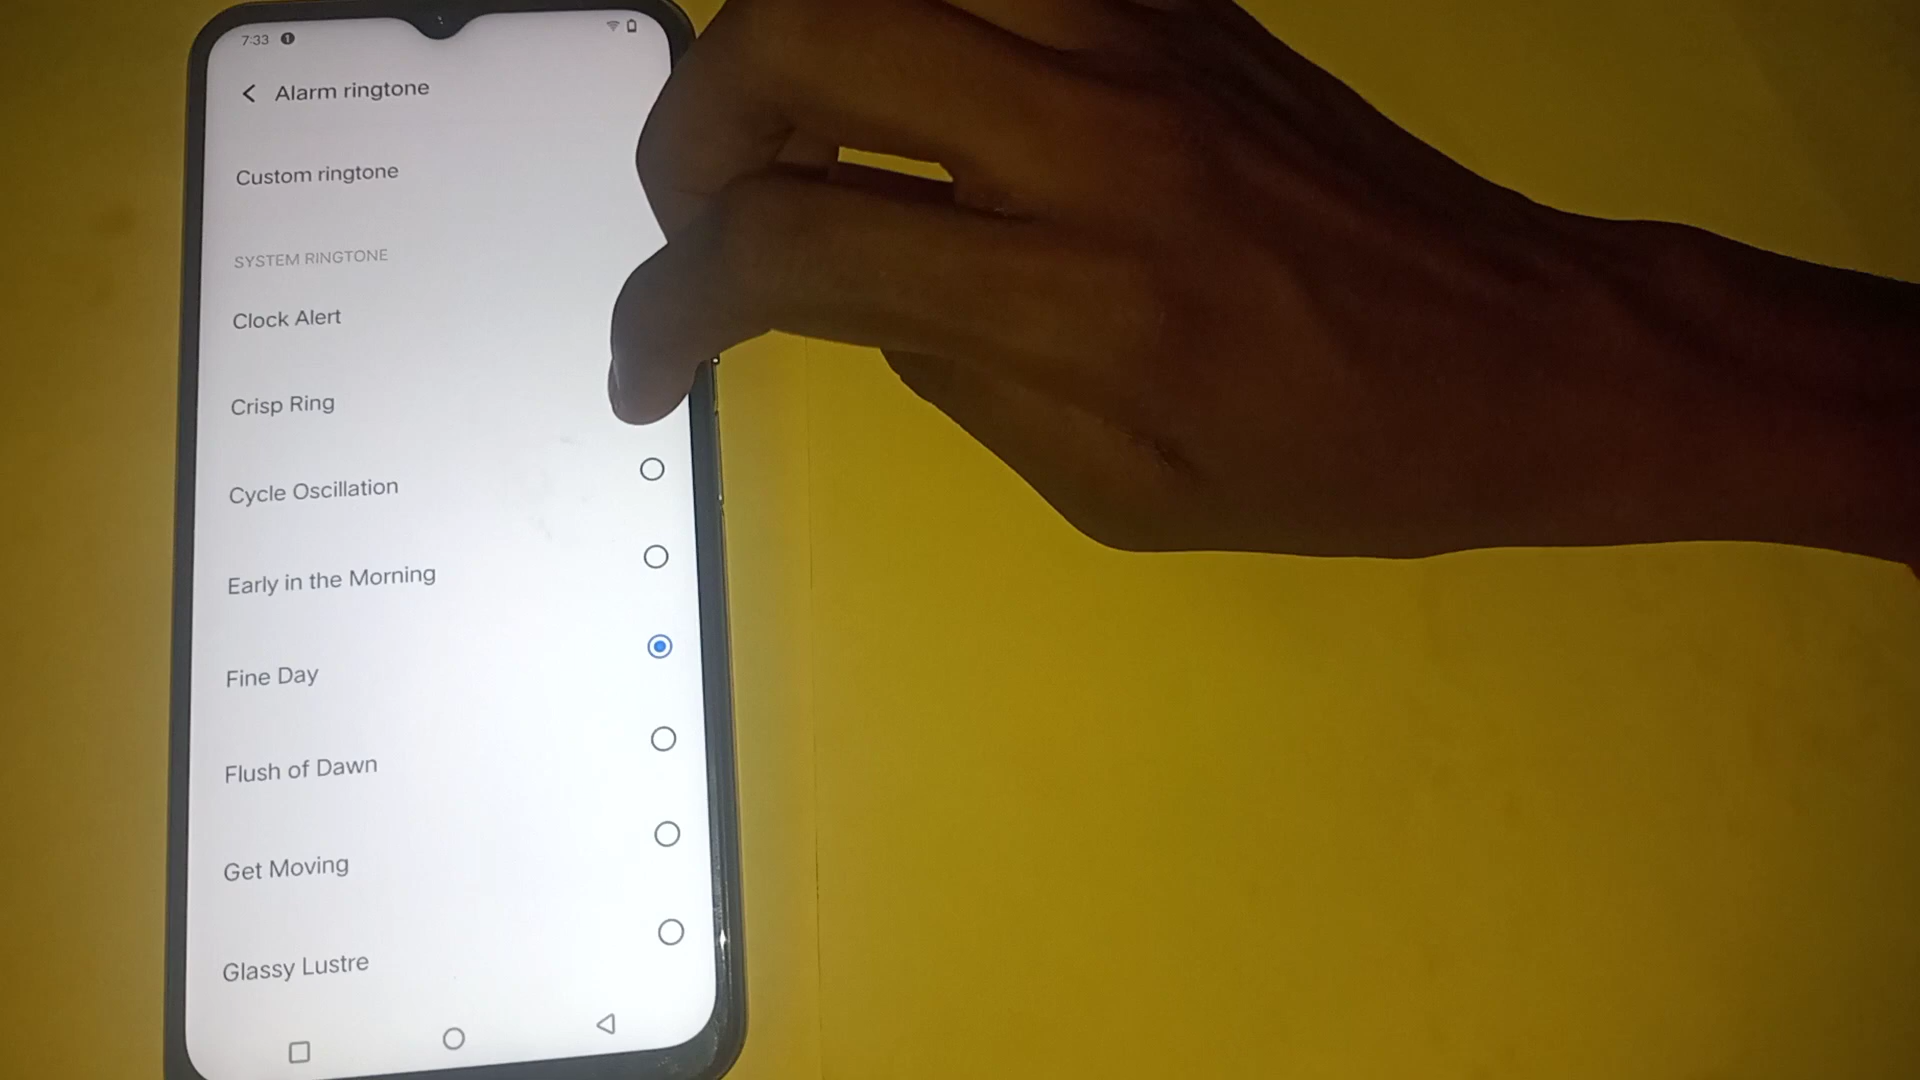 7:33 1
Alarm ringtone
Custom ringtone
SYSTEM RINGTONE
Clock Alert
Crisp Ring
Cycle Oscillation
Early in the Morning
Fine Day
Flush of Dawn
Get Moving
Glassy Lustre